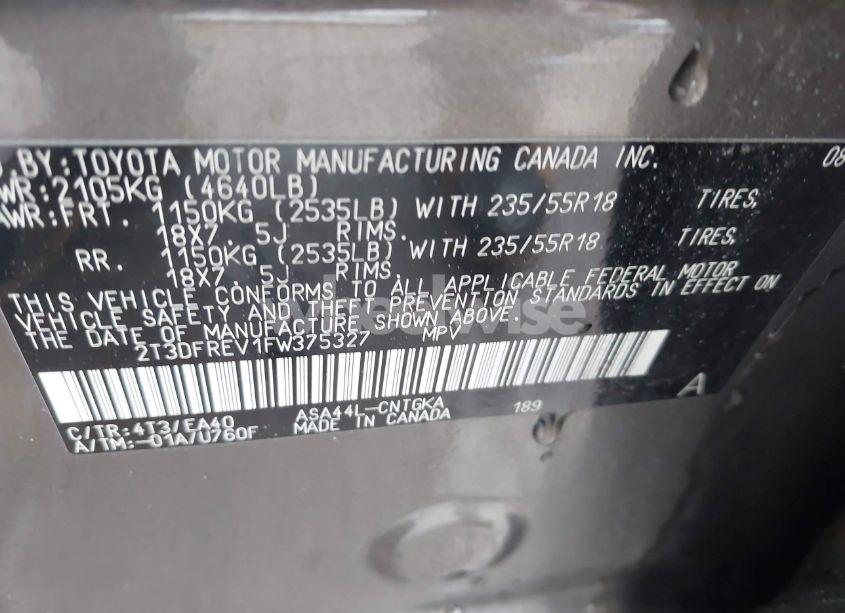 D. BY: TOYOTA MOTOR MANUFACTURING CANADA INC. 08
WR: 2105KG (4640LB)
AWR: FRT. 1150KG (2535LB) WITH 235/55R18 TIRES,
18X7. 5J RIMS.
RR. 1150KG (2535LB) WITH 235/55R18 TIRES,
18X7. 5J RIMS.
THIS VEHICLE CONFORMS TO ALL APPLICABLE FEDERAL MOTOR
VEHICLE SAFETY AND THEFT PREVENTION STANDARDS IN EFFECT ON
THE DATE OF MANUFACTURE SHOWN ABOVE.
2T3DFREV1FW375327 MPV
A
C/TR: 4T3/EA40 ASA44L-CNTGKA 189
A/TM: -01A/U760F MADE IN CANADA